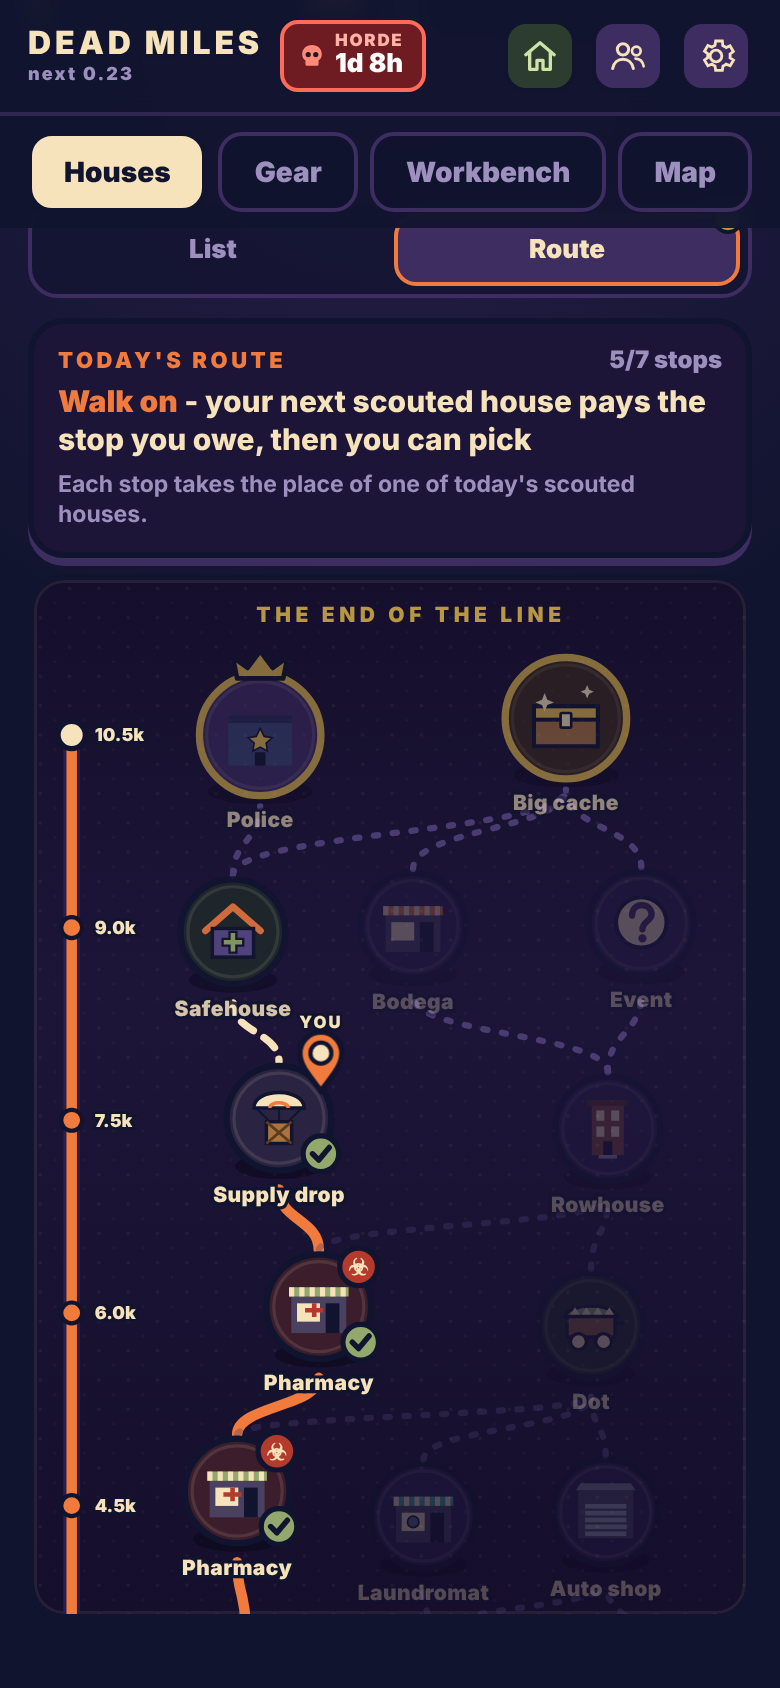 DEAD MILES
next 0.23
HORDE
1d 8h
Houses
Gear
Workbench
Map
List
Route
TODAY'S ROUTE
5/7 stops
Walk on - your next scouted house pays the
stop you owe, then you can pick
Each stop takes the place of one of today's scouted
houses.
THE END OF THE LINE
10.5k
Police
Big cache
9.0k
Safehouse
Bodega
Event
YOU
7.5k
Supply drop
Rowhouse
6.0k
Pharmacy
Dot
4.5k
Pharmacy
Laundromat
Auto shop